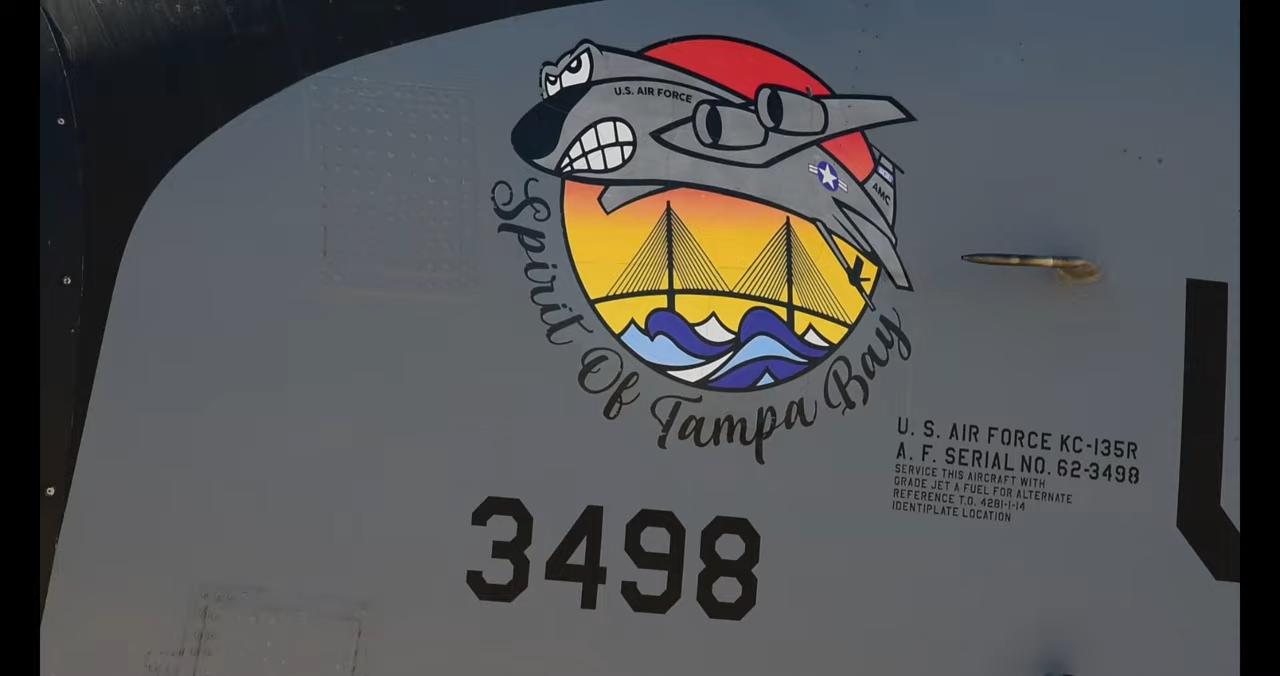 U.S. AIR FORCE
AMC
Spirit Of Tampa Bay
U. S. AIR FORCE KC-135R
A. F. SERIAL NO. 62-3498
SERVICE THIS AIRCRAFT WITH
GRADE JET A FUEL FOR ALTERNATE
REFERENCE T.O. 42B1-1-14
IDENTIPLATE LOCATION
3498